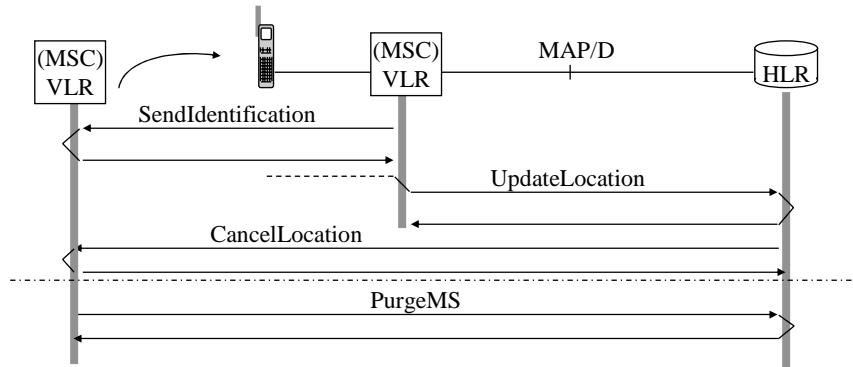 (MSC)
VLR
(MSC)
VLR
MAP/D
HLR
SendIdentification
UpdateLocation
CancelLocation
PurgeMS